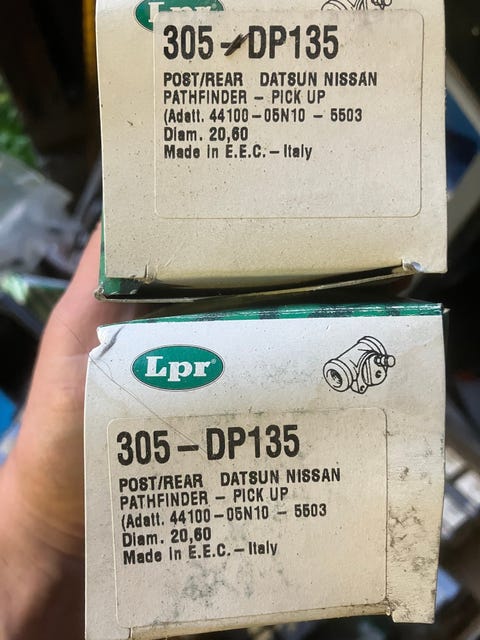 Lpr
305-DP135
POST/REAR DATSUN NISSAN
PATHFINDER - PICK UP
(Adatt. 44100-05N10 - 5503
Diam. 20,60
Made in E.E.C. - Italy
Lpr
305-DP135
POST/REAR DATSUN NISSAN
PATHFINDER - PICK UP
(Adatt. 44100-05N10 - 5503
Diam. 20,60
Made in E.E.C. - Italy